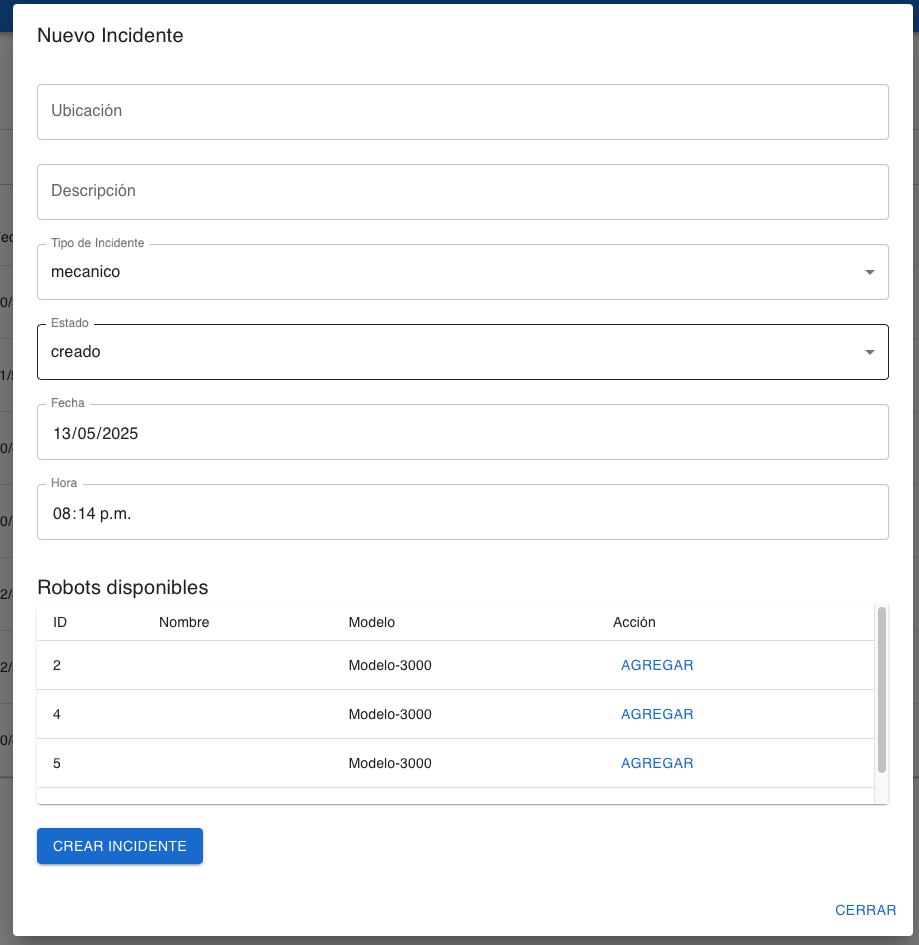 Nuevo Incidente
Ubicación
Descripción
Tipo de Incidente
mecanico
Estado
creado
Fecha
13/05/2025
Hora
08:14 p.m.
Robots disponibles
ID Nombre Modelo Acción
2 Modelo-3000 AGREGAR
4 Modelo-3000 AGREGAR
5 Modelo-3000 AGREGAR
CREAR INCIDENTE
CERRAR